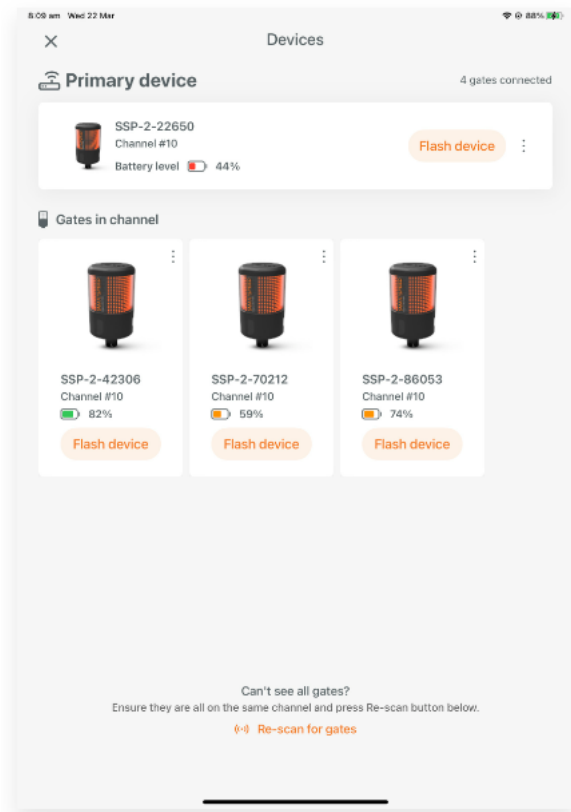 8:09 am Wed 22 Mar
88%
Devices
Primary device
4 gates connected
SSP-2-22650
Channel #10
Battery level 44%
Flash device
Gates in channel
SSP-2-42306
Channel #10
82%
Flash device
SSP-2-70212
Channel #10
59%
Flash device
SSP-2-86053
Channel #10
74%
Flash device
Can't see all gates?
Ensure they are all on the same channel and press Re-scan button below.
Re-scan for gates